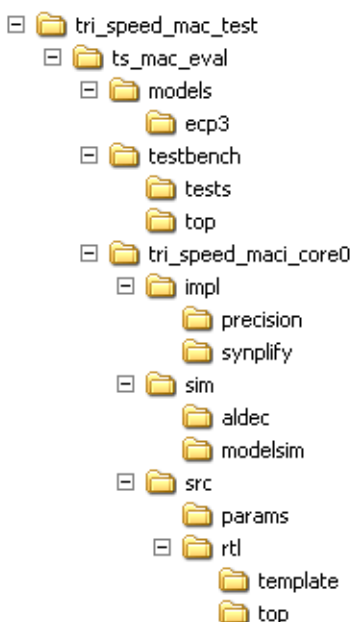 tri_speed_mac_test
ts_mac_eval
models
ecp3
testbench
tests
top
tri_speed_maci_core0
impl
precision
synplify
sim
aldec
modelsim
src
params
rtl
template
top